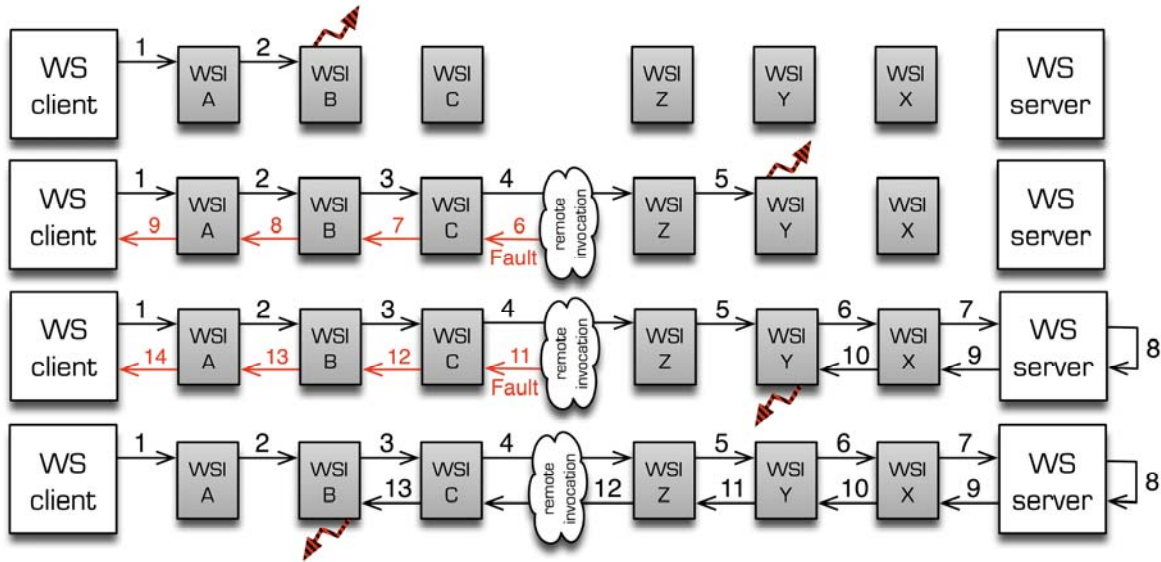 1 2
WS
client
WSI
A
WSI
B
WSI
C
WSI
Z
WSI
Y
WSI
X
WS
server
1 2 3 4 5
WS
client
WSI
A
WSI
B
WSI
C
remote
invocation
WSI
Z
WSI
Y
WSI
X
WS
server
9 8 7 6
Fault
1 2 3 4 5 6 7
WS
client
WSI
A
WSI
B
WSI
C
remote
invocation
WSI
Z
WSI
Y
WSI
X
WS
server
8
14 13 12 11 10 9
Fault
1 2 3 4 5 6 7
WS
client
WSI
A
WSI
B
WSI
C
remote
invocation
WSI
Z
WSI
Y
WSI
X
WS
server
8
13 12 11 10 9